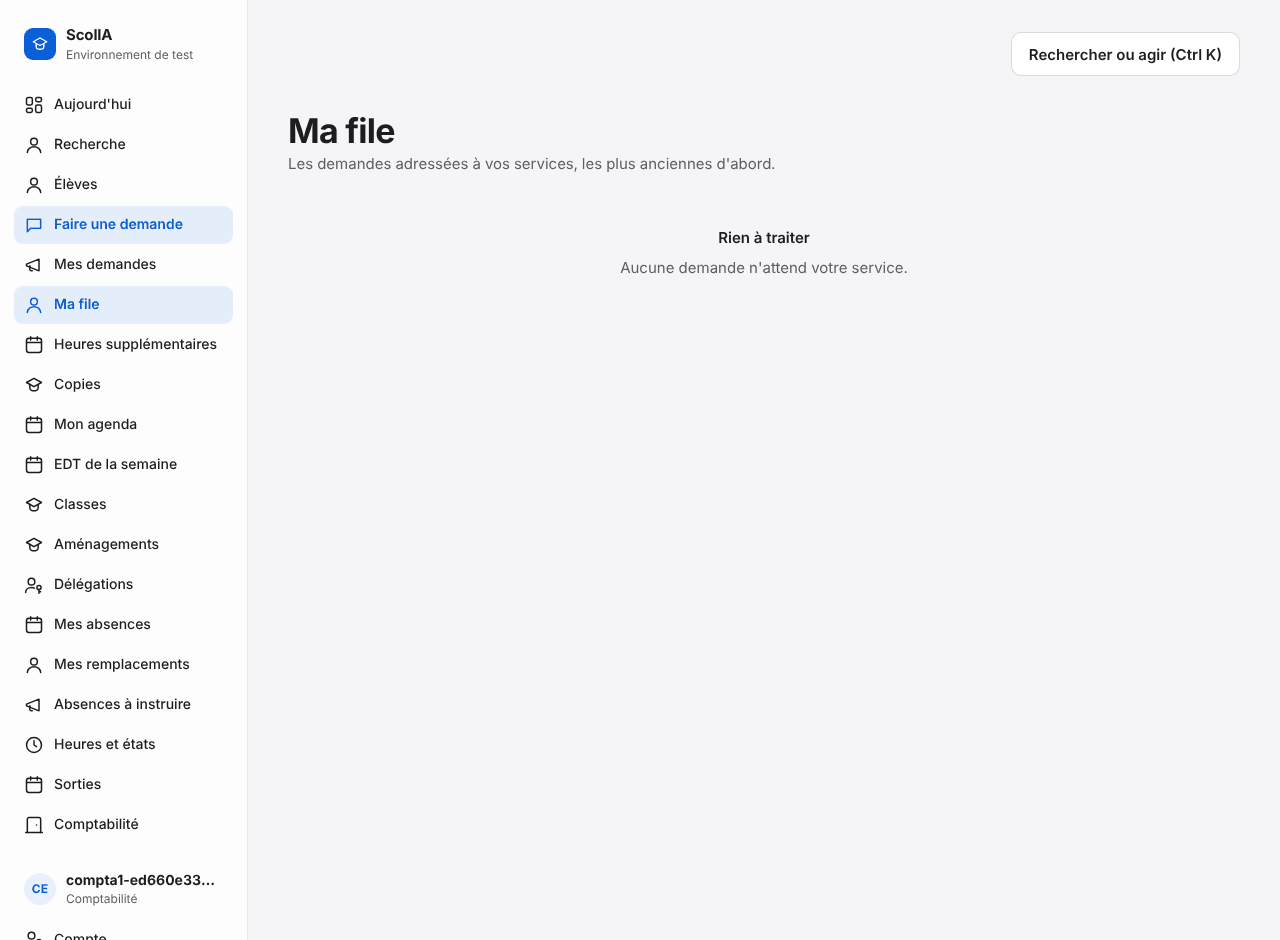 ScolIA
Environnement de test
Rechercher ou agir (Ctrl K)
Aujourd'hui
Recherche
Élèves
Faire une demande
Mes demandes
Ma file
Heures supplémentaires
Copies
Mon agenda
EDT de la semaine
Classes
Aménagements
Délégations
Mes absences
Mes remplacements
Absences à instruire
Heures et états
Sorties
Comptabilité
CE
compta1-ed660e33...
Comptabilité
Compte
Ma file
Les demandes adressées à vos services, les plus anciennes d'abord.
Rien à traiter
Aucune demande n'attend votre service.